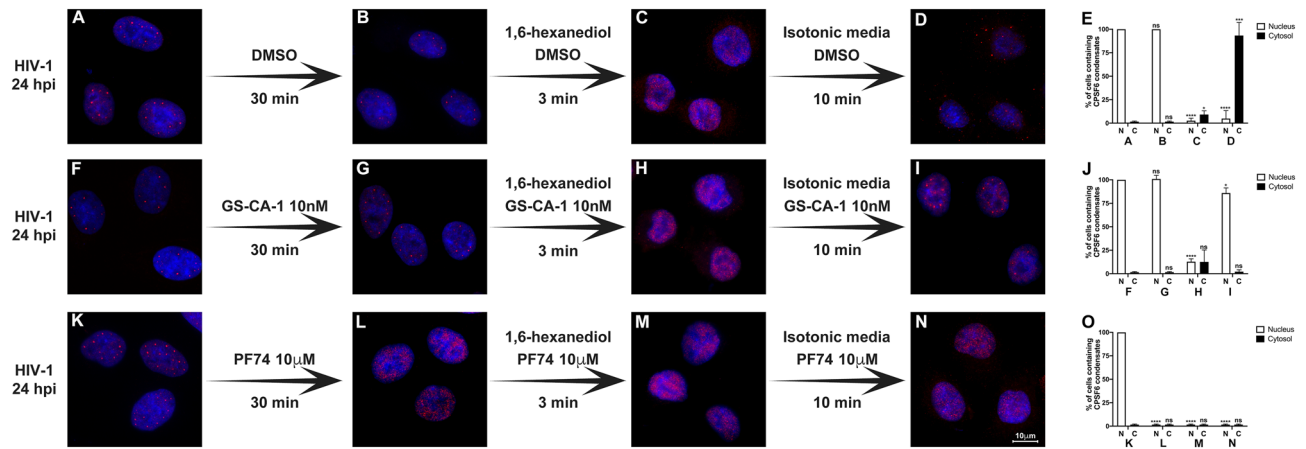 A
B
C
D
HIV-1
24 hpi
DMSO
30 min
1,6-hexanediol
DMSO
3 min
Isotonic media
DMSO
10 min
E
% of cells containing
CPSF6 condensates
100
75
50
25
0
ns
ns
****
*
****
***
N C N C N C N C
A B C D
Nucleus
Cytosol
F
G
H
I
HIV-1
24 hpi
GS-CA-1 10nM
30 min
1,6-hexanediol
GS-CA-1 10nM
3 min
Isotonic media
GS-CA-1 10nM
10 min
J
% of cells containing
CPSF6 condensates
100
75
50
25
0
ns
ns
****
ns
*
ns
N C N C N C N C
F G H I
Nucleus
Cytosol
K
L
M
N
HIV-1
24 hpi
PF74 10μM
30 min
1,6-hexanediol
PF74 10μM
3 min
Isotonic media
PF74 10μM
10 min
10μm
O
% of cells containing
CPSF6 condensates
100
75
50
25
0
**** ns **** ns **** ns
N C N C N C N C
K L M N
Nucleus
Cytosol